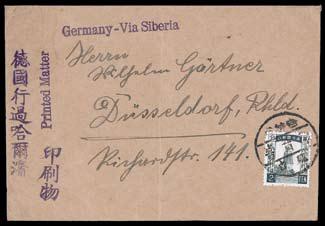 Germany-Via Siberia
德國行過哈爾濱
Printed Matter
印刷物
Herrn
Wilhelm Gärtner
Düsseldorf, Rhld.
Richardstr. 141.